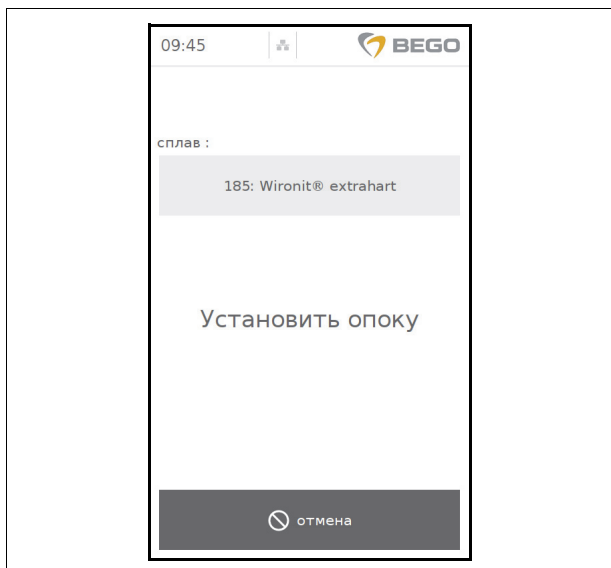 09:45
BEGO
сплав :
185: Wironit® extrahart
Установить опоку
отмена